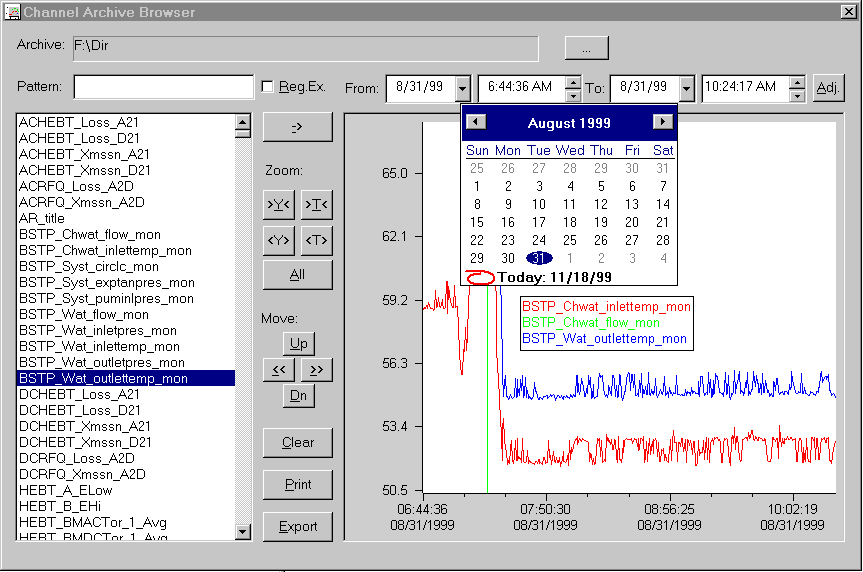 Channel Archive Browser
Archive: F:\Dir ...
Pattern: Reg.Ex. From: 8/31/99 6:44:36 AM To: 8/31/99 10:24:17 AM Adj.
ACHEBT_Loss_A21
ACHEBT_Loss_D21
ACHEBT_Xmssn_A21
ACHEBT_Xmssn_D21
ACRFQ_Loss_A2D
ACRFQ_Xmssn_A2D
AR_title
BSTP_Chwat_flow_mon
BSTP_Chwat_inlettemp_mon
BSTP_Syst_circlc_mon
BSTP_Syst_exptanpres_mon
BSTP_Syst_puminlpres_mon
BSTP_Wat_flow_mon
BSTP_Wat_inletpres_mon
BSTP_Wat_inlettemp_mon
BSTP_Wat_outletpres_mon
BSTP_Wat_outlettemp_mon
DCHEBT_Loss_A21
DCHEBT_Loss_D21
DCHEBT_Xmssn_A21
DCHEBT_Xmssn_D21
DCRFQ_Loss_A2D
DCRFQ_Xmssn_A2D
HEBT_A_ELow
HEBT_B_EHi
HEBT_BMACTor_1_Avg
HEBT_BMDCTor_1_Avg
->
Zoom:
>Y< >T<
<Y> <T>
All
Move:
Up
<< >>
Dn
Clear
Print
Export
August 1999
Sun Mon Tue Wed Thu Fri Sat
25 26 27 28 29 30 31
1 2 3 4 5 6 7
8 9 10 11 12 13 14
15 16 17 18 19 20 21
22 23 24 25 26 27 28
29 30 31 1 2 3 4
Today: 11/18/99
BSTP_Chwat_inlettemp_mon
BSTP_Chwat_flow_mon
BSTP_Wat_outlettemp_mon
65.0
62.1
59.2
56.3
53.4
50.5
06:44:36 07:50:30 08:56:25 10:02:19
08/31/1999 08/31/1999 08/31/1999 08/31/1999